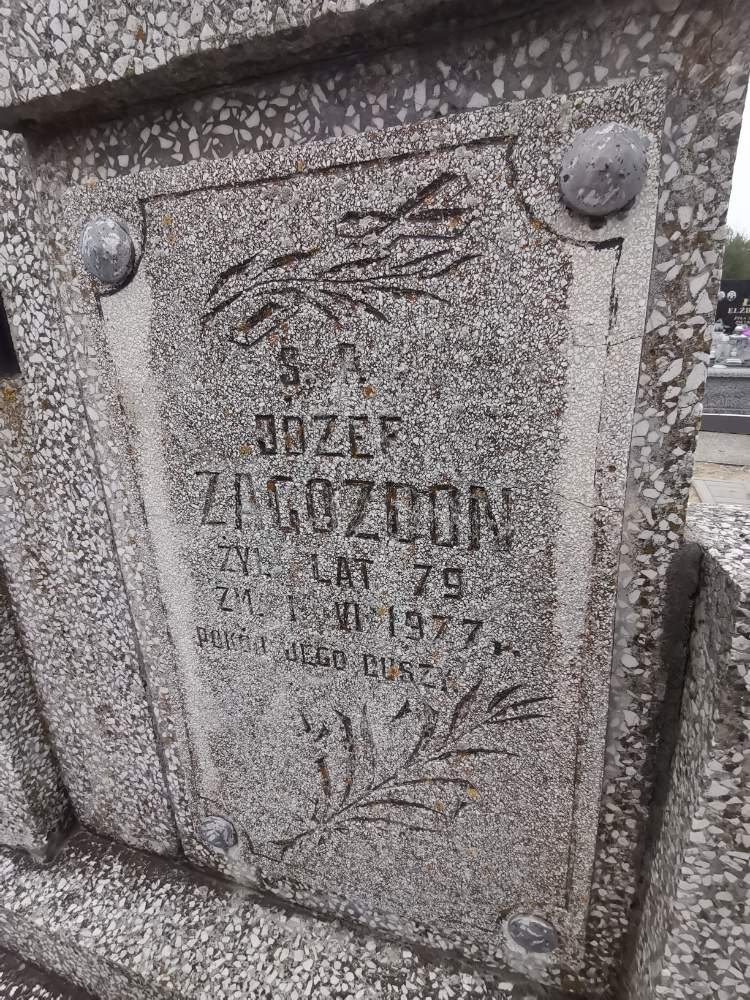 Ś. P.
JÓZEF
ZAGOZDON
ŻYŁ LAT 79
ZM. 1 VI 1977 r.
POKÓJ JEGO DUSZY